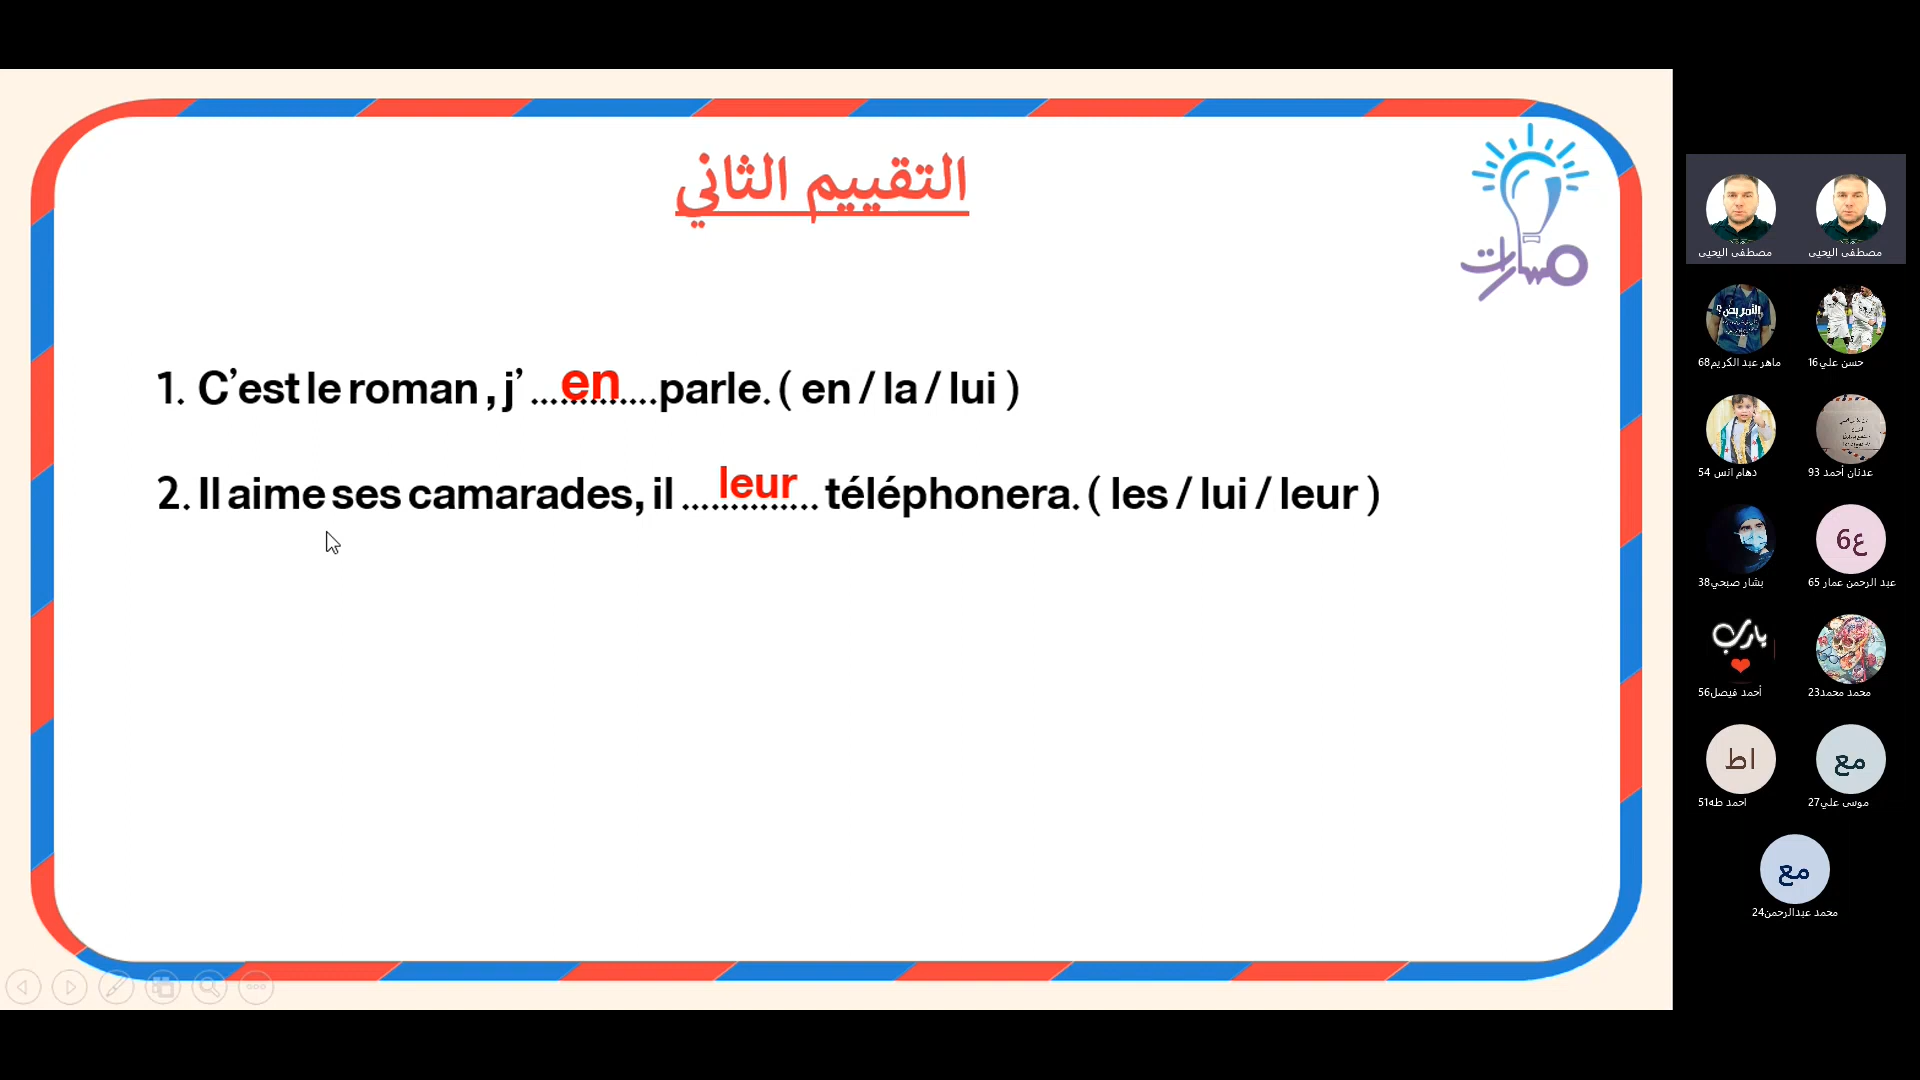 التقييم الثاني
مسارات
1. C’est le roman , j’ ....en.....parle. ( en / la / lui )
2. Il aime ses camarades, il ....leur.... téléphonera. ( les / lui / leur )
مصطفى اليحيى
مصطفى اليحيى
ماهر عبد الكريم68
حسن علي16
دهام انس 54
عدنان أحمد 93
بشار صبحي38
ع6
عبد الرحمن عمار 65
يارب
أحمد فيصل56
محمد محمد23
اط
احمد طه51
مع
موسى علي27
مع
محمد عبدالرحمن24